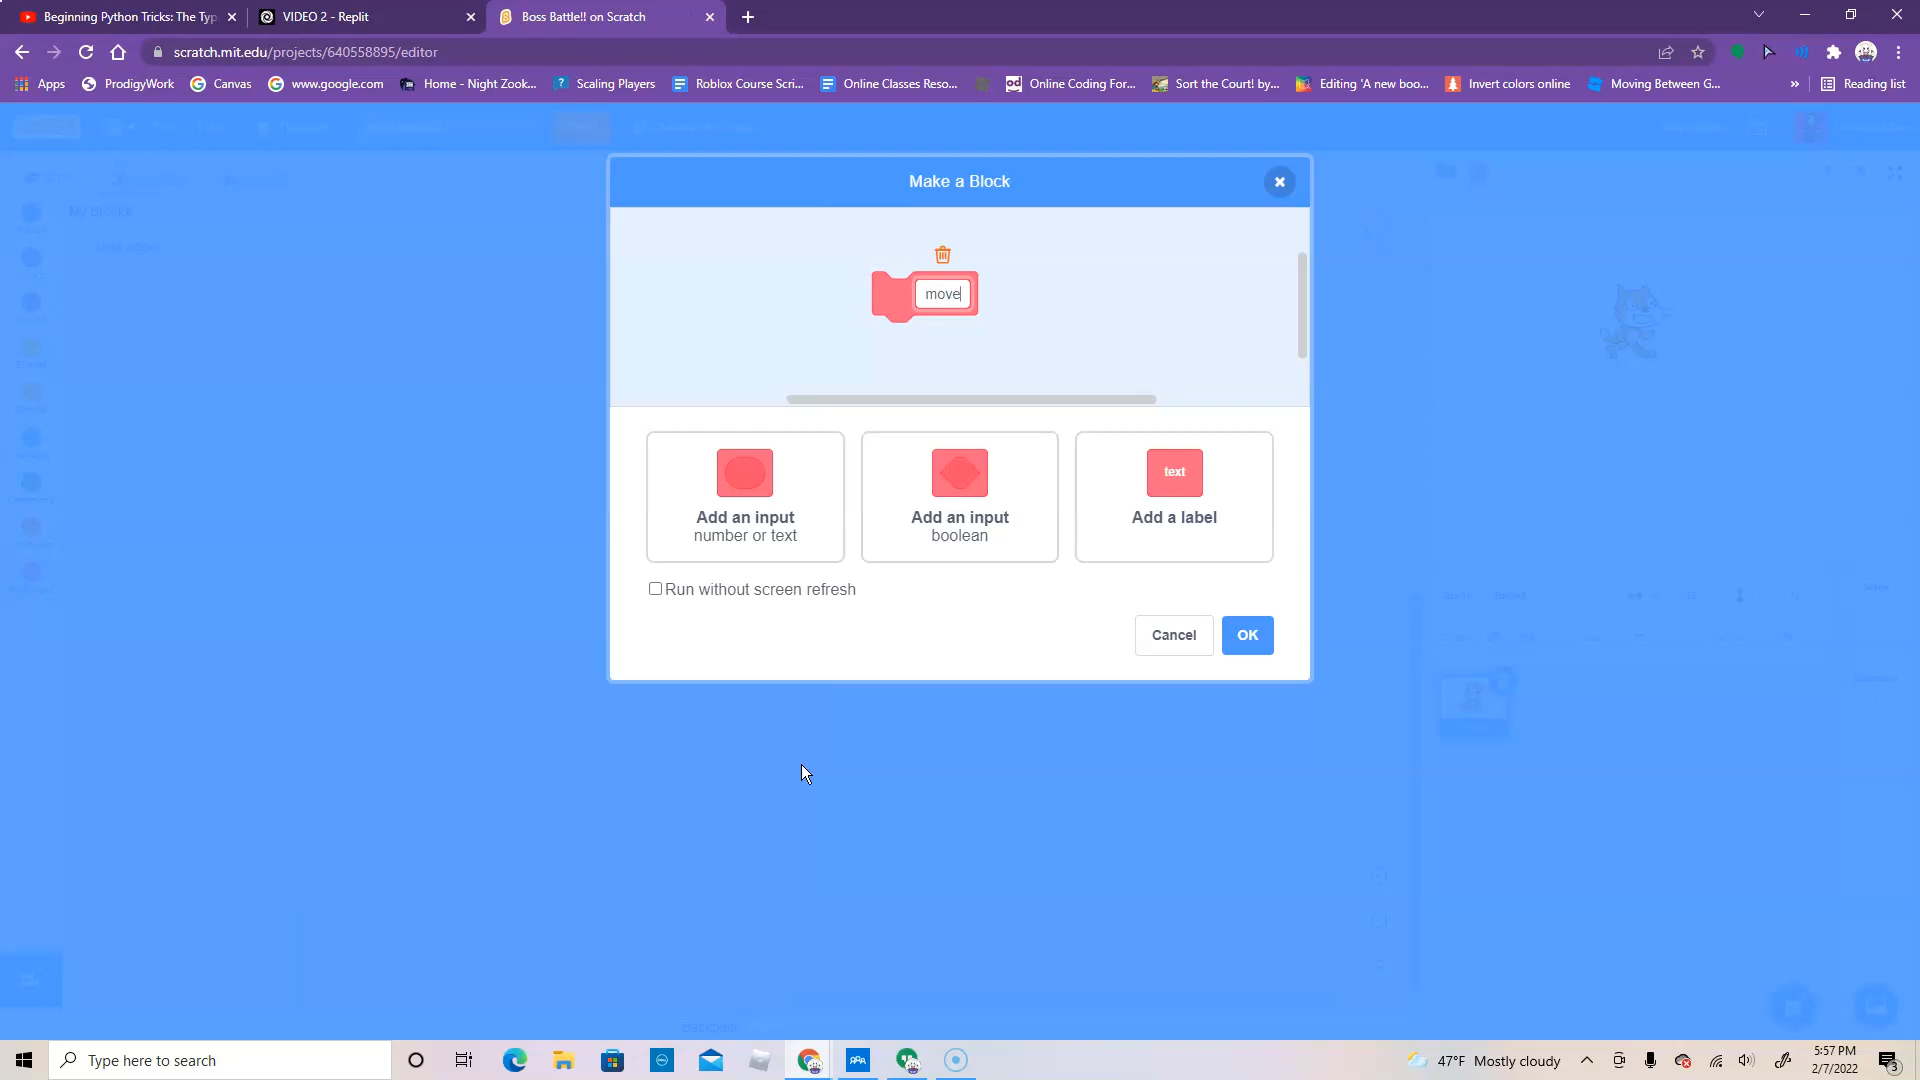 Beginning Python Tricks: The Typ
VIDEO 2 - Replit
Boss Battle!! on Scratch
scratch.mit.edu/projects/640558895/editor
Apps
ProdigyWork
Canvas
www.google.com
Home - Night Zook...
Scaling Players
Roblox Course Scri...
Online Classes Reso...
od
Online Coding For...
Sort the Court! by...
Editing 'A new boo...
Invert colors online
Moving Between G...
»
Reading list
Make a Block
move
text
Add an input
number or text
Add an input
boolean
Add a label
Run without screen refresh
Cancel
OK
Type here to search
47°F Mostly cloudy
5:57 PM
2/7/2022
3